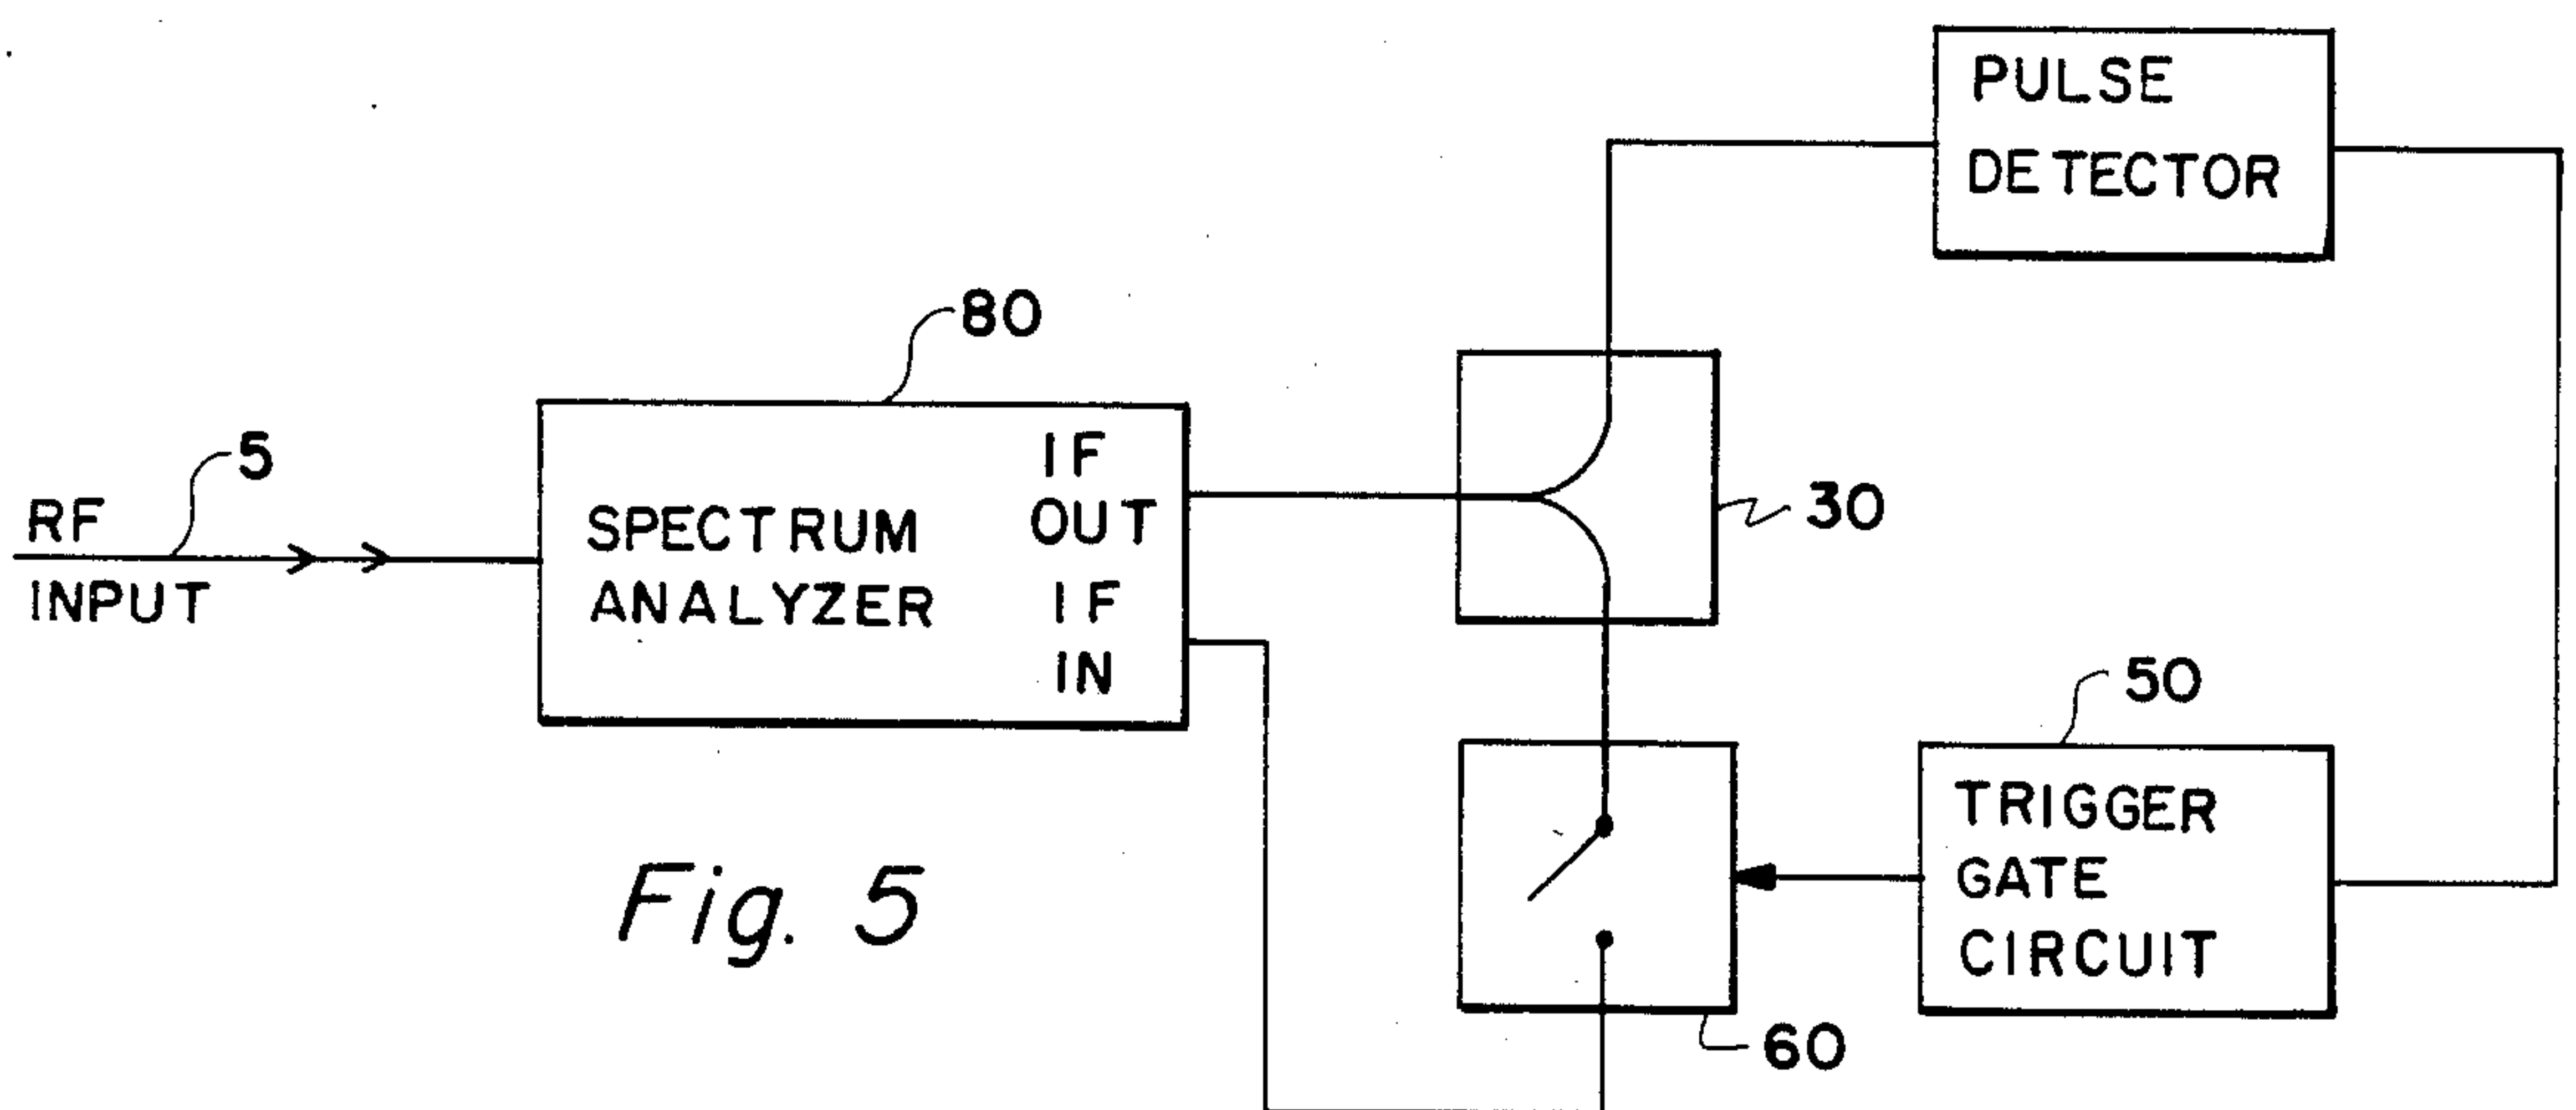 PULSE
DETECTOR
80
5
RF
INPUT
SPECTRUM
ANALYZER
IF
OUT
IF
IN
30
50
TRIGGER
GATE
CIRCUIT
60
Fig. 5